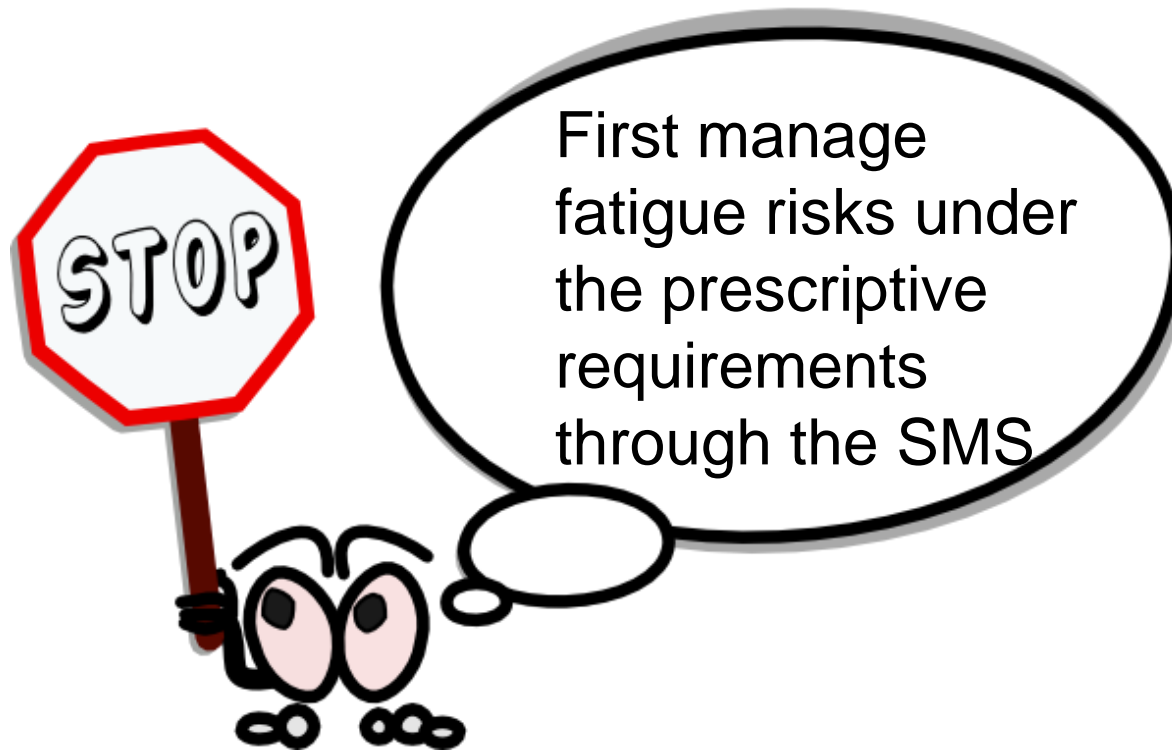 STOP
First manage
fatigue risks under
the prescriptive
requirements
through the SMS